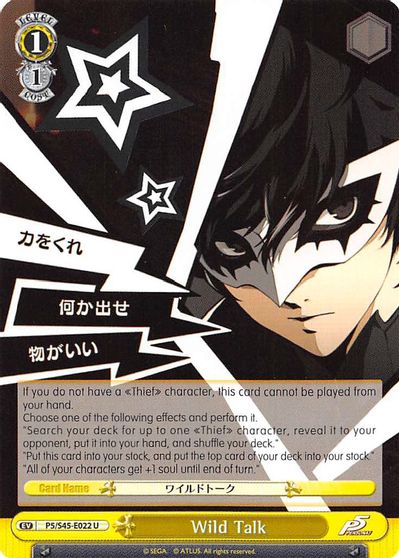 LEVEL
1
1
COST
力をくれ
何か出せ
物がいい
If you do not have a «Thief» character, this card cannot be played from
your hand.
Choose one of the following effects and perform it.
"Search your deck for up to one «Thief» character, reveal it to your
opponent, put it into your hand, and shuffle your deck."
"Put this card into your stock, and put the top card of your deck into your stock."
"All of your characters get +1 soul until end of turn."
Card Name ワイルドトーク
EV P5/S45-E022 U Wild Talk P5 PERSONA5
© SEGA. © ATLUS. All rights reserved.